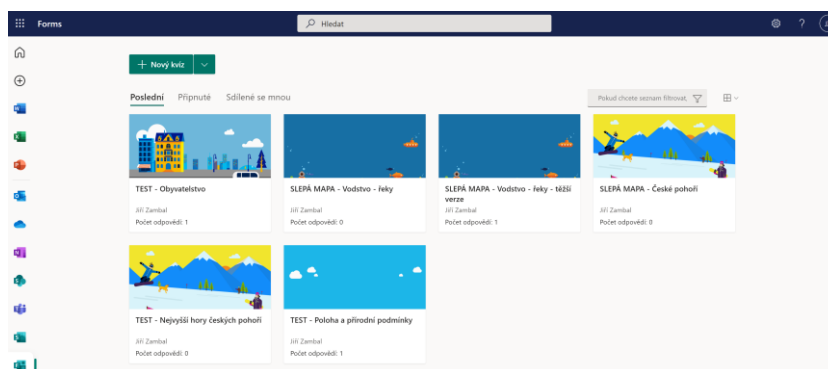 Forms
Hledat
?
+ Nový kvíz
Poslední Připnuté Sdílené se mnou
Pokud chcete seznam filtrovat,
TEST - Obyvatelstvo
Jiří Zambal
Počet odpovědí: 1
SLEPÁ MAPA - Vodstvo - řeky
Jiří Zambal
Počet odpovědí: 0
SLEPÁ MAPA - Vodstvo - řeky - těžší
verze
Jiří Zambal
Počet odpovědí: 1
SLEPÁ MAPA - České pohoří
Jiří Zambal
Počet odpovědí: 0
TEST - Nejvyšší hory českých pohoří
Jiří Zambal
Počet odpovědí: 0
TEST - Poloha a přírodní podmínky
Jiří Zambal
Počet odpovědí: 1